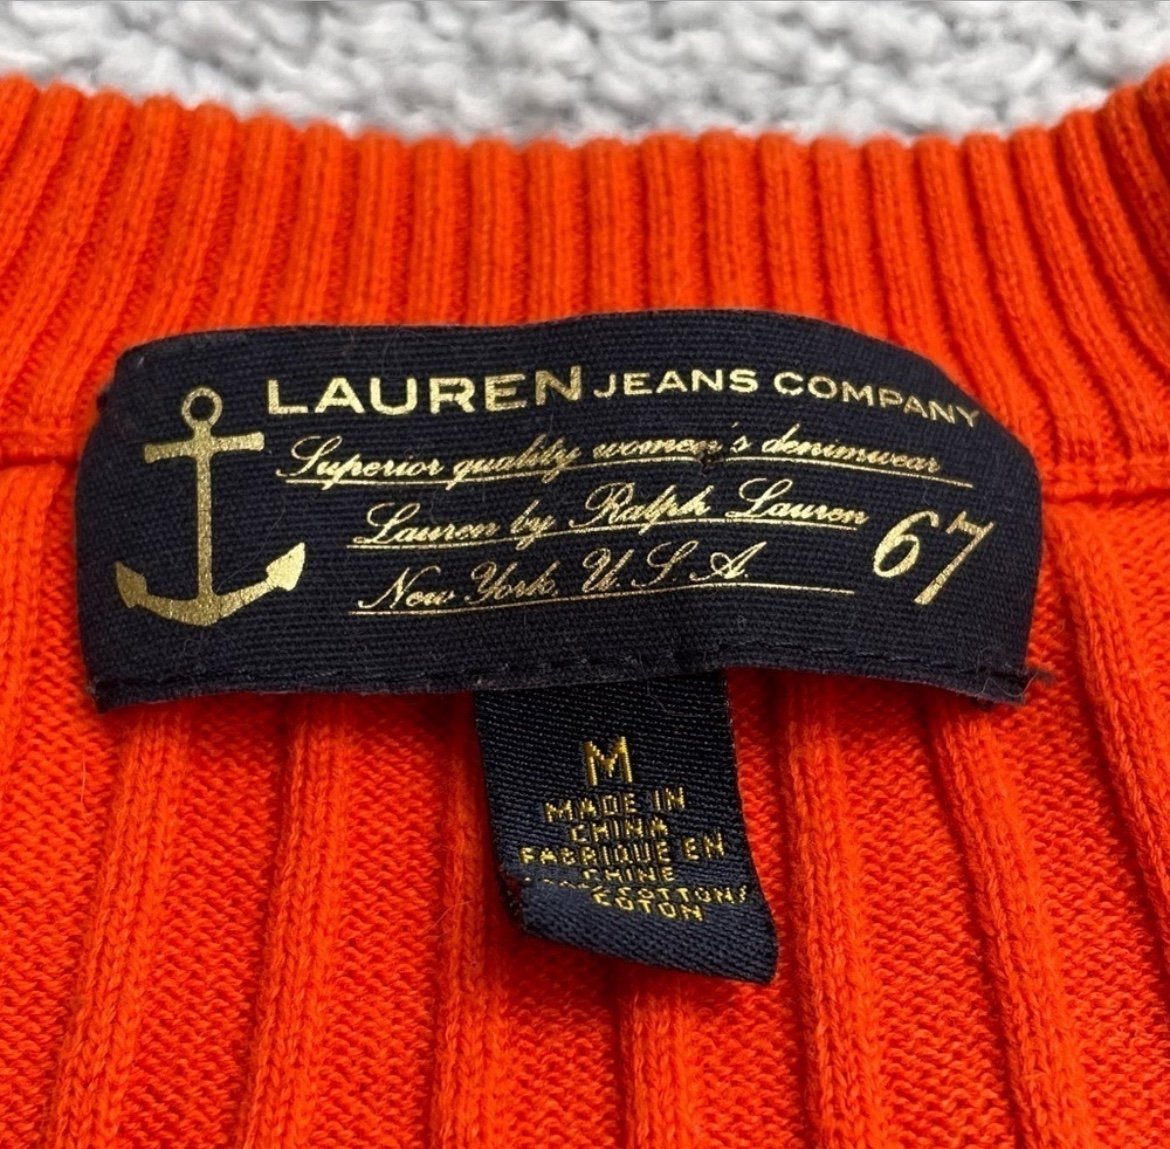 LAUREN JEANS COMPANY
Superior quality women's denimwear
Lauren by Ralph Lauren
67
New York, U.S.A
M
MADE IN
CHINA
FABRIQUE EN
CHINE
COTTON/
COTON